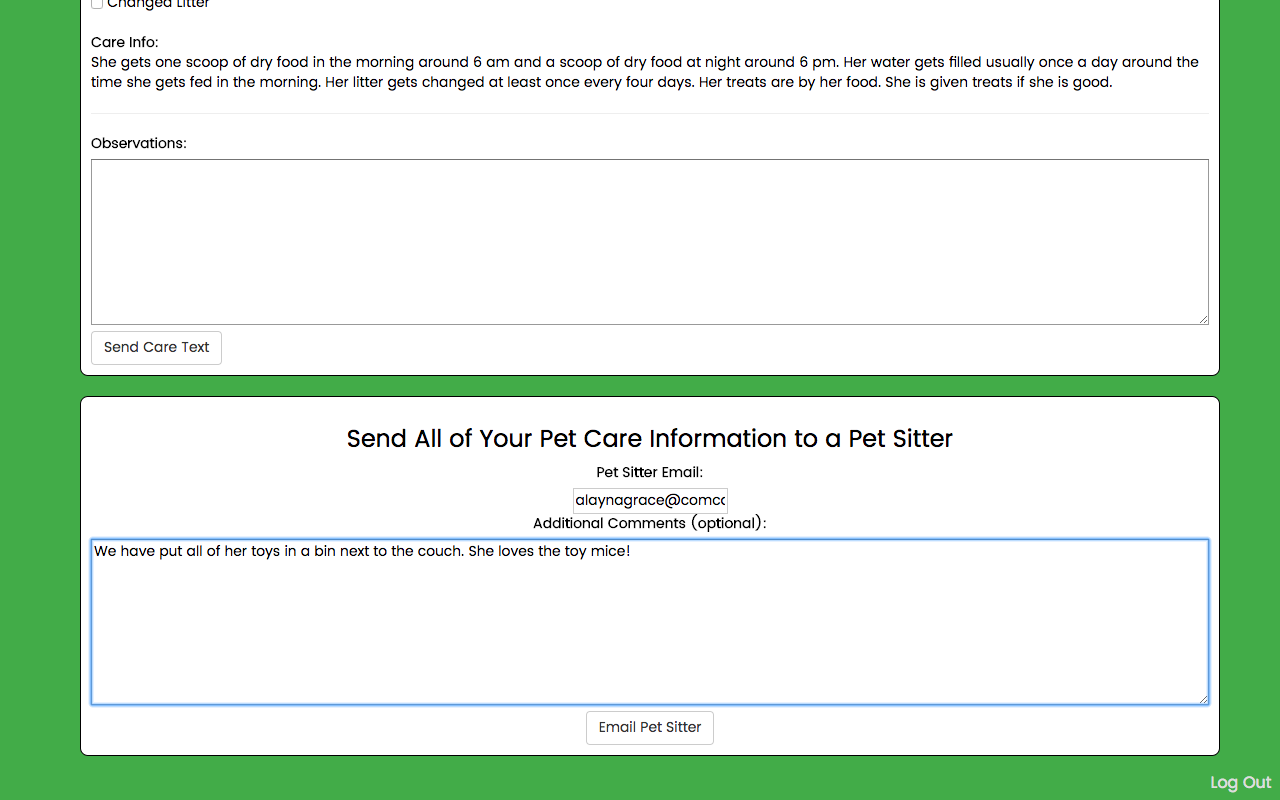 Changed Litter
Care Info:
She gets one scoop of dry food in the morning around 6 am and a scoop of dry food at night around 6 pm. Her water gets filled usually once a day around the
time she gets fed in the morning. Her litter gets changed at least once every four days. Her treats are by her food. She is given treats if she is good.
Observations:
Send Care Text
Send All of Your Pet Care Information to a Pet Sitter
Pet Sitter Email:
alaynagrace@comc
Additional Comments (optional):
We have put all of her toys in a bin next to the couch. She loves the toy mice!
Email Pet Sitter
Log Out